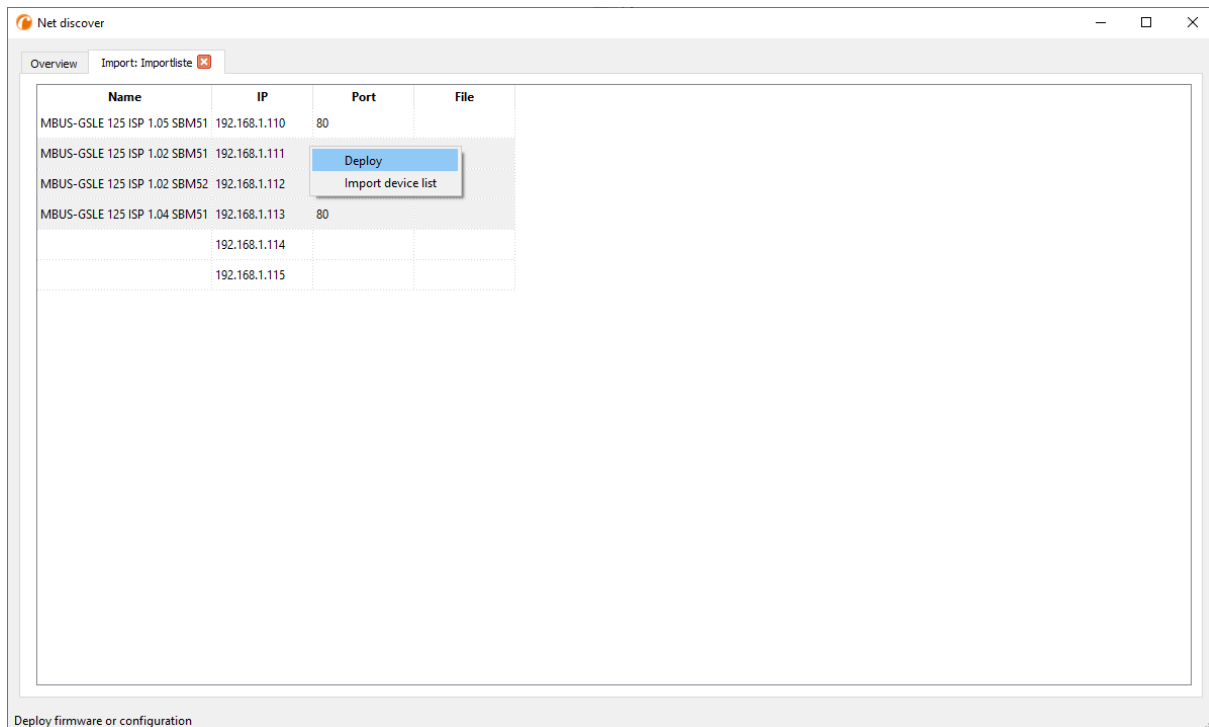 Net discover
Overview Import: Importliste
Name IP Port File
MBUS-GSLE 125 ISP 1.05 SBM51 192.168.1.110 80
MBUS-GSLE 125 ISP 1.02 SBM51 192.168.1.111
Deploy
MBUS-GSLE 125 ISP 1.02 SBM52 192.168.1.112
Import device list
MBUS-GSLE 125 ISP 1.04 SBM51 192.168.1.113 80
192.168.1.114
192.168.1.115
Deploy firmware or configuration